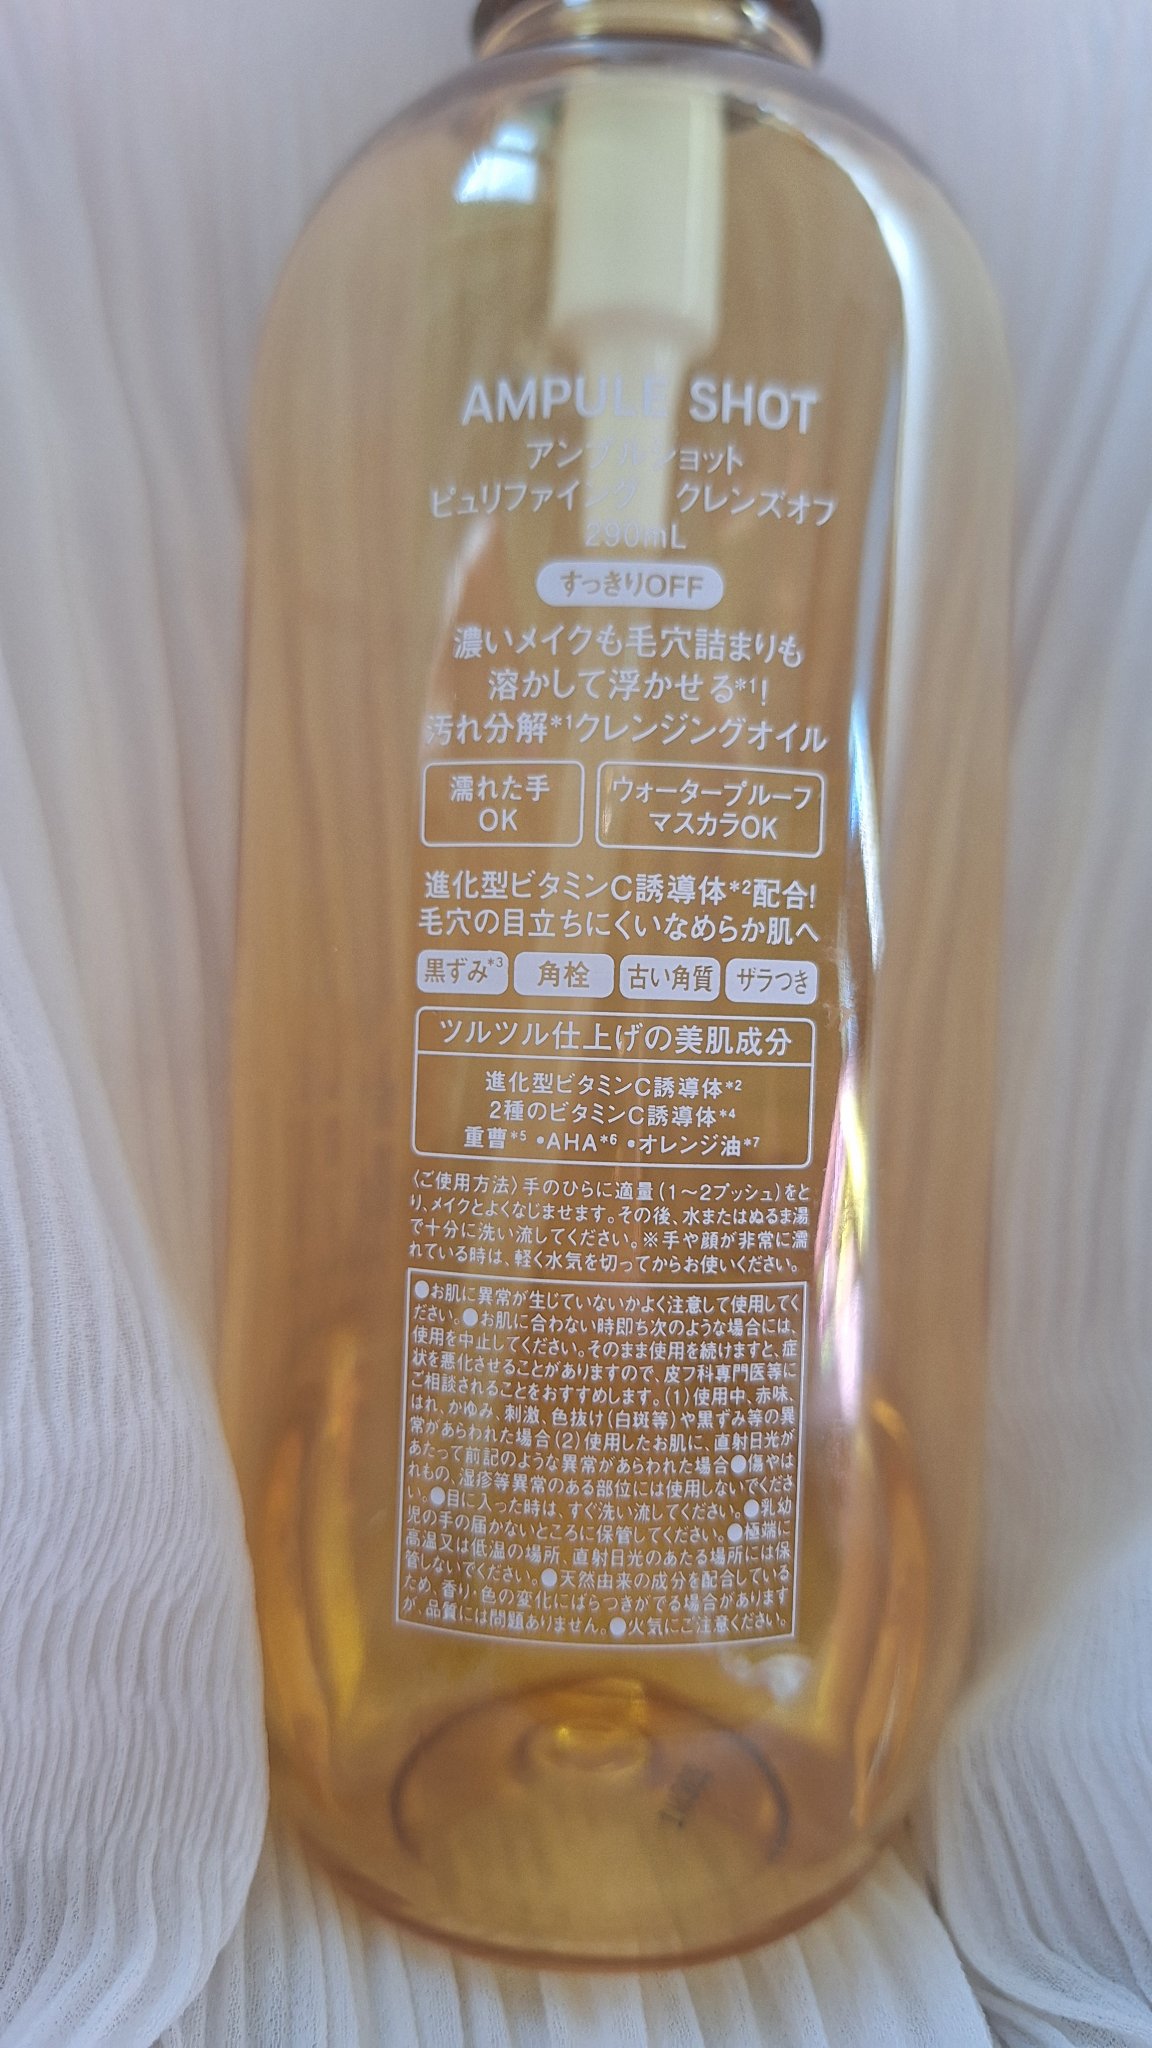 AMPULE SHOT
アンプルショット
ピュリファイング クレンズオフ
290mL
すっきりOFF
濃いメイクも毛穴詰まりも
溶かして浮かせる*1!
汚れ分解*1クレンジングオイル
濡れた手
OK
ウォータープルーフ
マスカラOK
進化型ビタミンC誘導体*2配合!
毛穴の目立ちにくいなめらか肌へ
黒ずみ*3 角栓 古い角質 ザラつき
ツルツル仕上げの美肌成分
進化型ビタミンC誘導体*2
2種のビタミンC誘導体*4
重曹*5 •AHA*6 •オレンジ油*7
〈ご使用方法〉手のひらに適量(1~2プッシュ)をと
り、メイクとよくなじませます。その後、水またはぬるま湯
で十分に洗い流してください。※手や顔が非常に濡
れている時は、軽く水気を切ってからお使いください。
●お肌に異常が生じていないかよく注意して使用してく
ださい。●お肌に合わない時即ち次のような場合には、
使用を中止してください。そのまま使用を続けますと、症
状を悪化させることがありますので、皮フ科専門医等に
ご相談されることをおすすめします。(1)使用中、赤味、
はれ、かゆみ、刺激、色抜け(白斑等)や黒ずみ等の異
常があらわれた場合(2)使用したお肌に、直射日光が
あたって前記のような異常があらわれた場合●傷やは
れもの、湿疹等異常のある部位には使用しないでくださ
い。●目に入った時は、すぐ洗い流してください。●乳幼
児の手の届かないところに保管してください。●極端に
高温又は低温の場所、直射日光のあたる場所には保
管しないでください。●天然由来の成分を配合している
ため、香り・色の変化にばらつきがでる場合があります
が、品質には問題ありません。●火気にご注意ください。